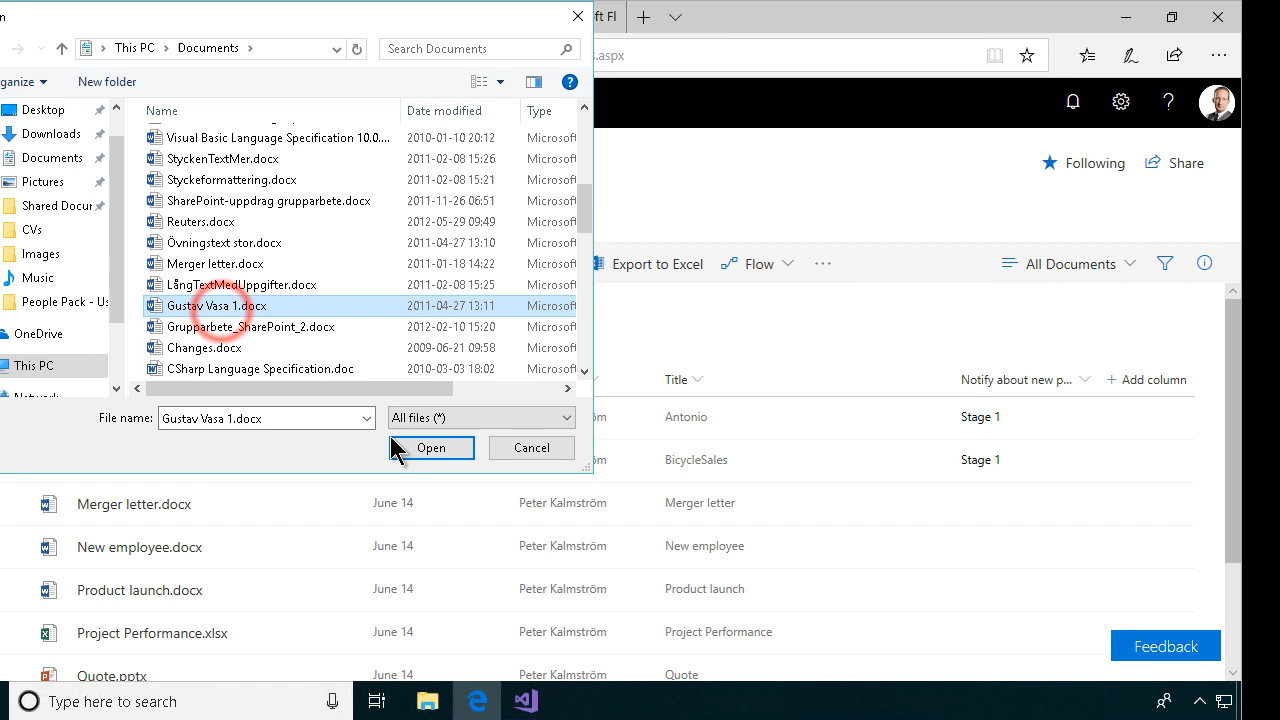 n
ft Fl
This PC
Documents
Search Documents
s.aspx
ganize
New folder
Desktop
Downloads
Documents
Pictures
Shared Docur
CVs
Images
Music
People Pack - Us
OneDrive
This PC
Network
Name
Date modified
Type
Visual Basic Language Specification 10.0.... 2010-01-10 20:12 Microsoft
StyckenTextMer.docx 2011-02-08 15:26 Microsoft
Styckeformattering.docx 2011-02-08 15:21 Microsoft
SharePoint-uppdrag grupparbete.docx 2011-11-26 06:51 Microsoft
Reuters.docx 2012-05-29 09:49 Microsoft
Övningstext stor.docx 2011-04-27 13:10 Microsoft
Merger letter.docx 2011-01-18 14:22 Microsoft
LångTextMedUppgifter.docx 2011-02-08 15:25 Microsoft
Gustav Vasa 1.docx 2011-04-27 13:11 Microsoft
Grupparbete_SharePoint_2.docx 2012-02-10 15:20 Microsoft
Changes.docx 2009-06-21 09:58 Microsoft
CSharp Language Specification.doc 2010-03-03 18:02 Microsoft
File name:
Gustav Vasa 1.docx
All files (*)
Open
Cancel
Following
Share
Export to Excel
Flow
All Documents
Title
Notify about new p...
Add column
öm Antonio Stage 1
öm BicycleSales Stage 1
Merger letter.docx June 14 Peter Kalmström Merger letter
New employee.docx June 14 Peter Kalmström New employee
Product launch.docx June 14 Peter Kalmström Product launch
Project Performance.xlsx June 14 Peter Kalmström Project Performance
Quote.pptx June 14 Peter Kalmström Quote
Feedback
Type here to search